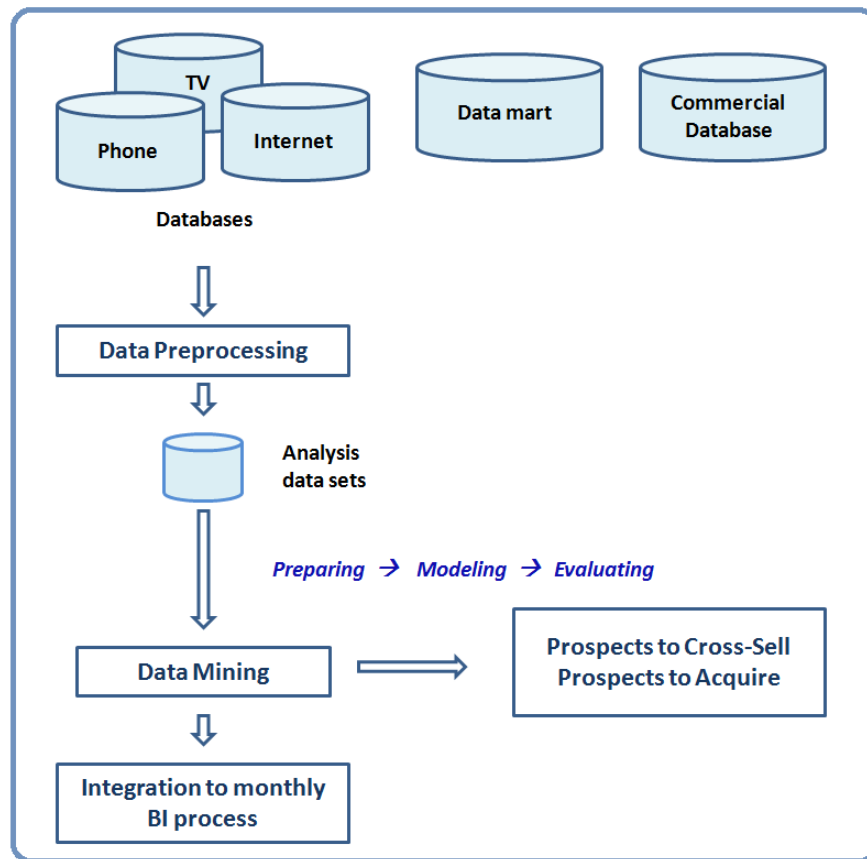 TV
Phone
Internet
Data mart
Commercial
Database
Databases
Data Preprocessing
Analysis
data sets
Preparing → Modeling → Evaluating
Data Mining
Prospects to Cross-Sell
Prospects to Acquire
Integration to monthly
BI process